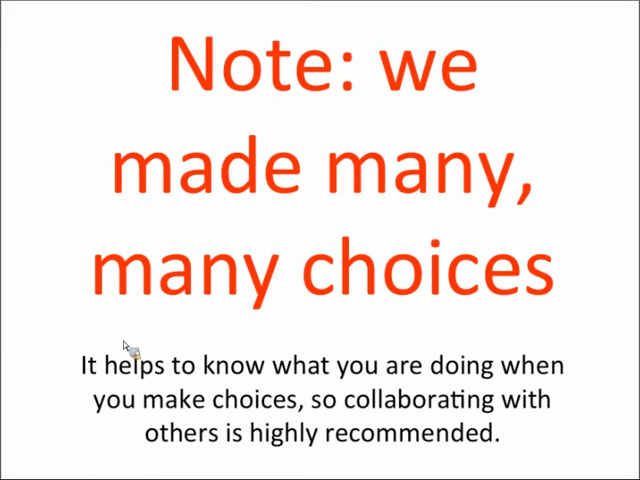 Note: we
made many,
many choices
It helps to know what you are doing when
you make choices, so collaborating with
others is highly recommended.